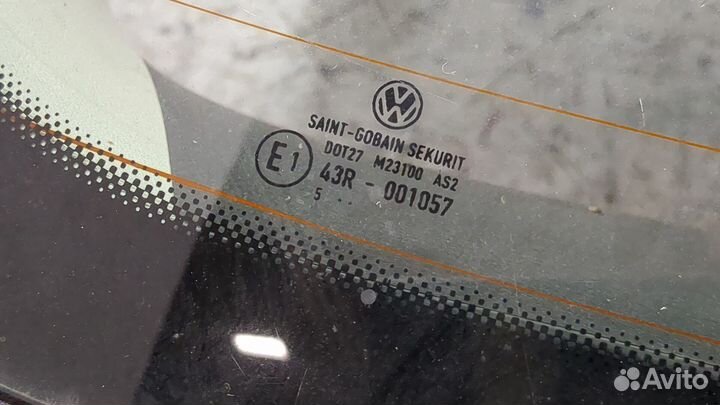 SAINT-GOBAIN SEKURIT
DOT27 M23100 AS2
E1 43R - 001057
5 ..
Avito